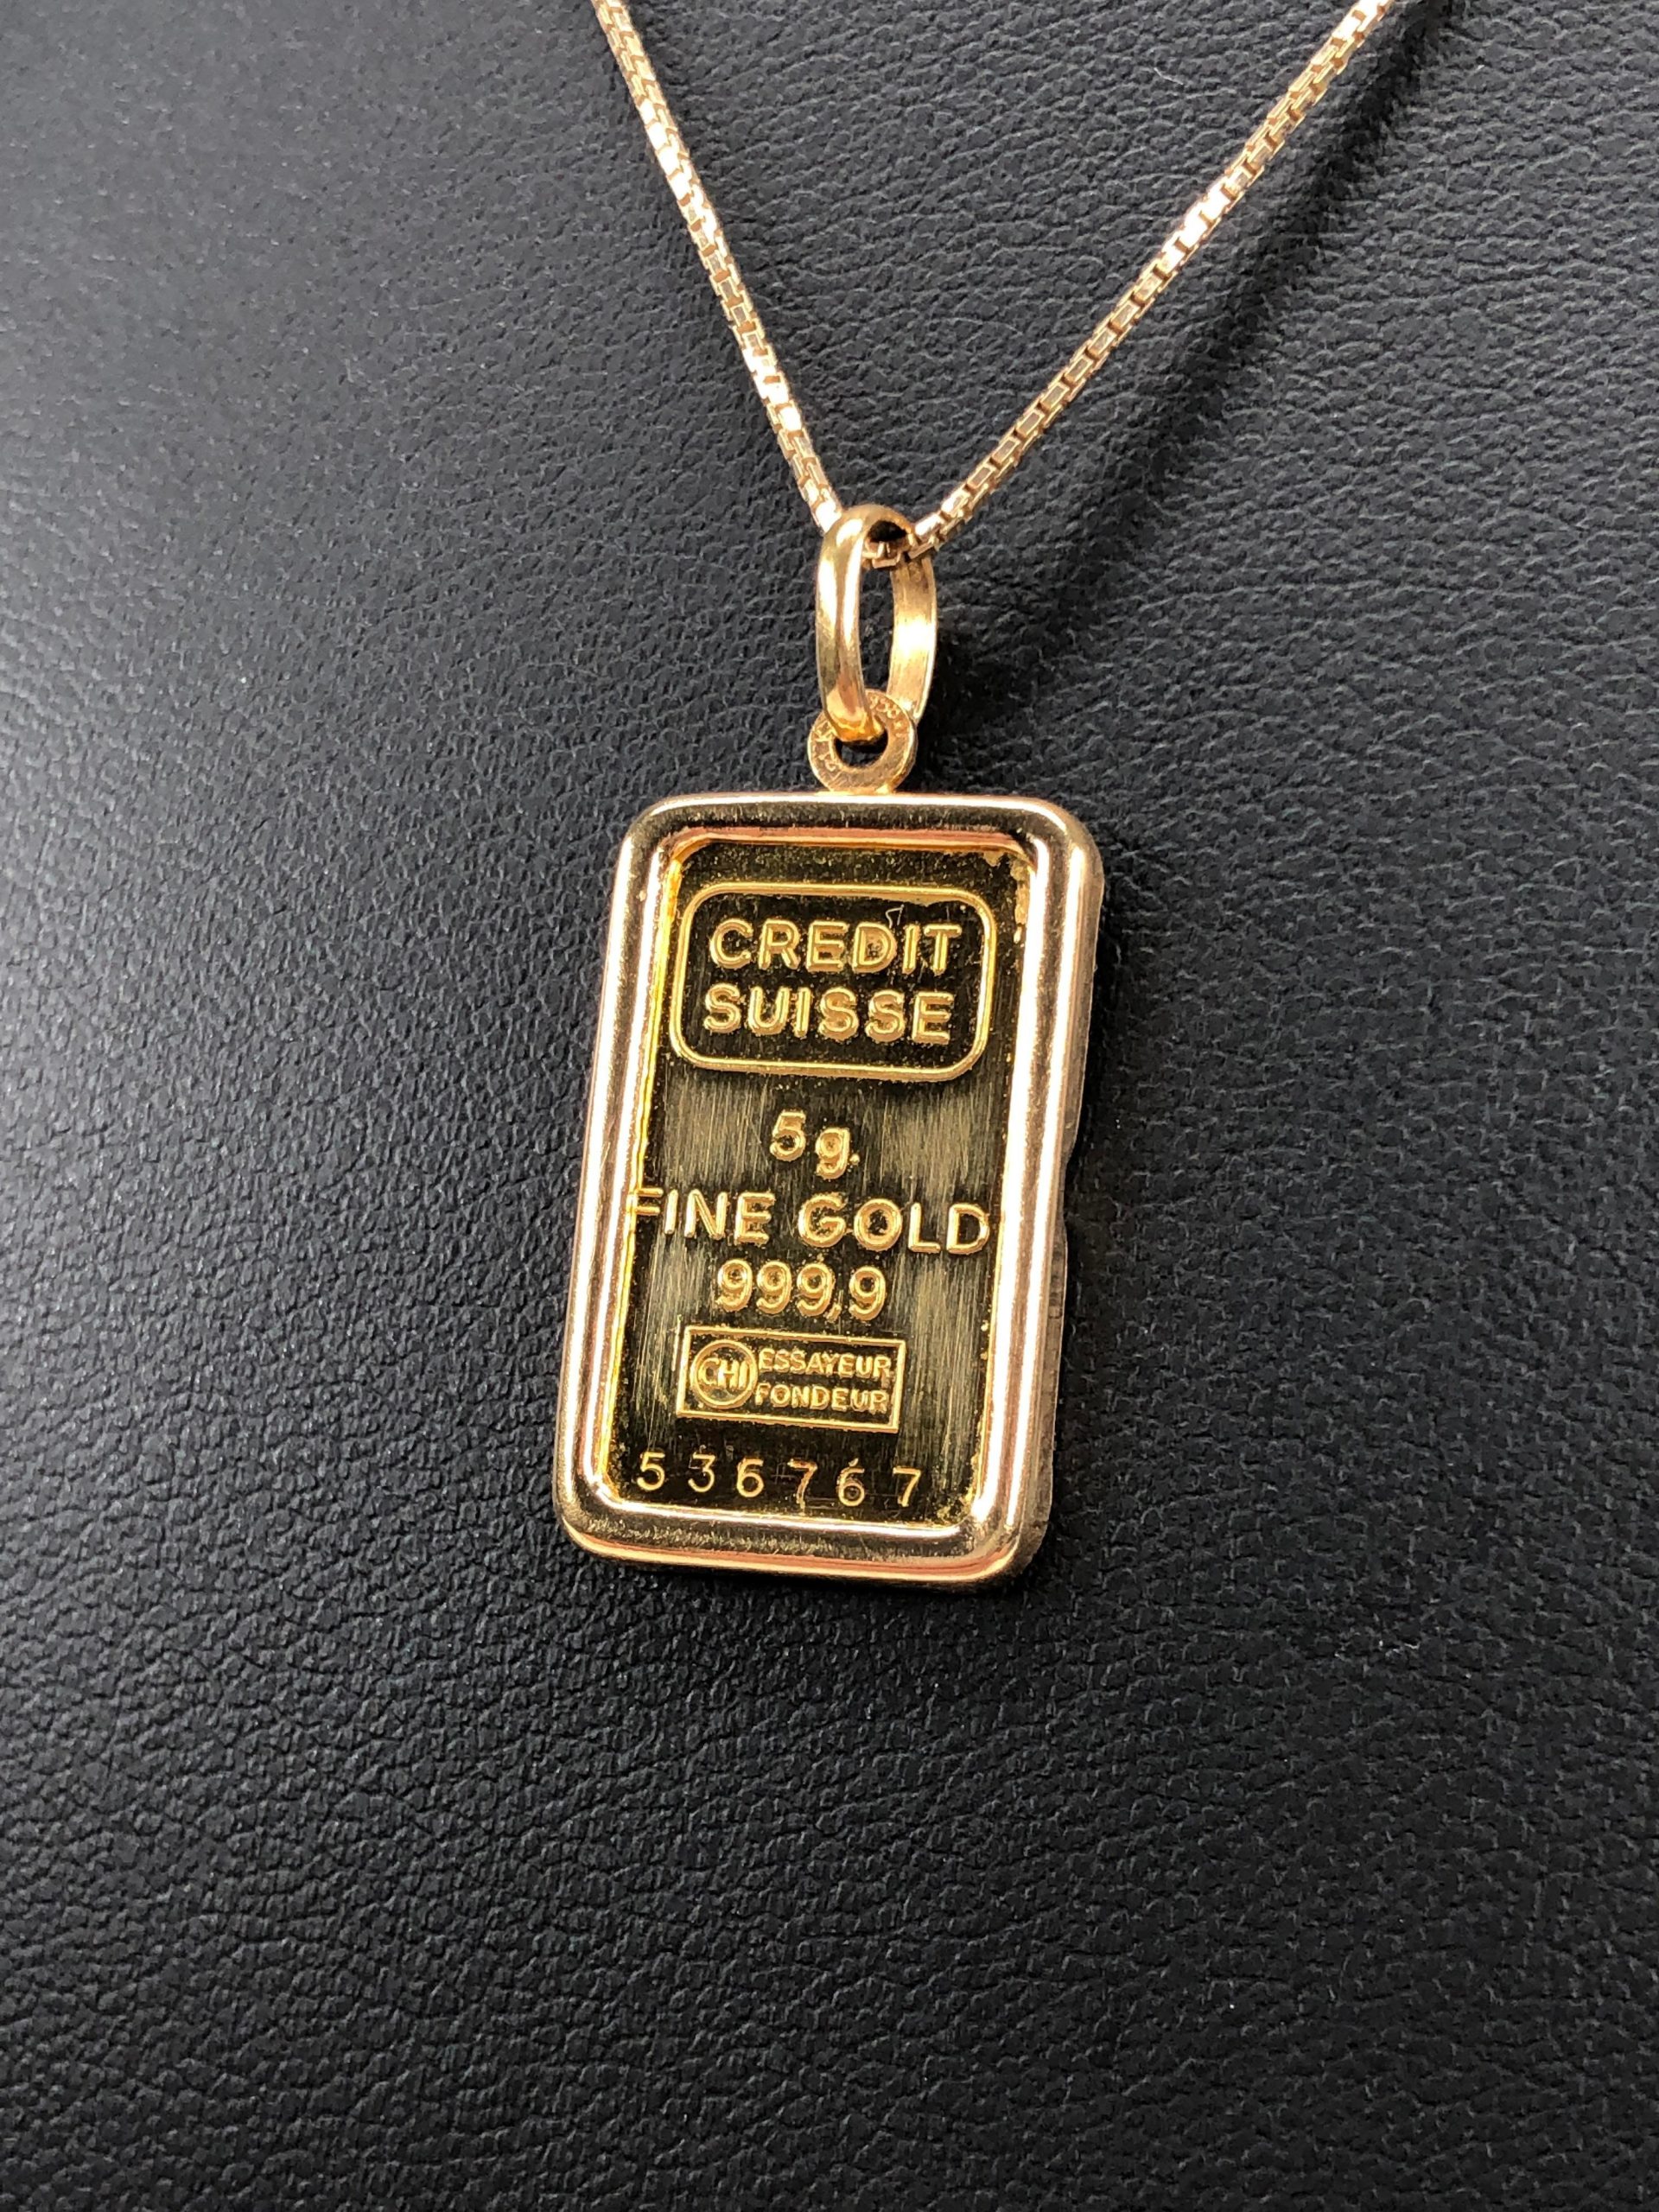 CREDIT
SUISSE
5g.
FINE GOLD
999,9
CHI ESSAYEUR
FONDEUR
536767